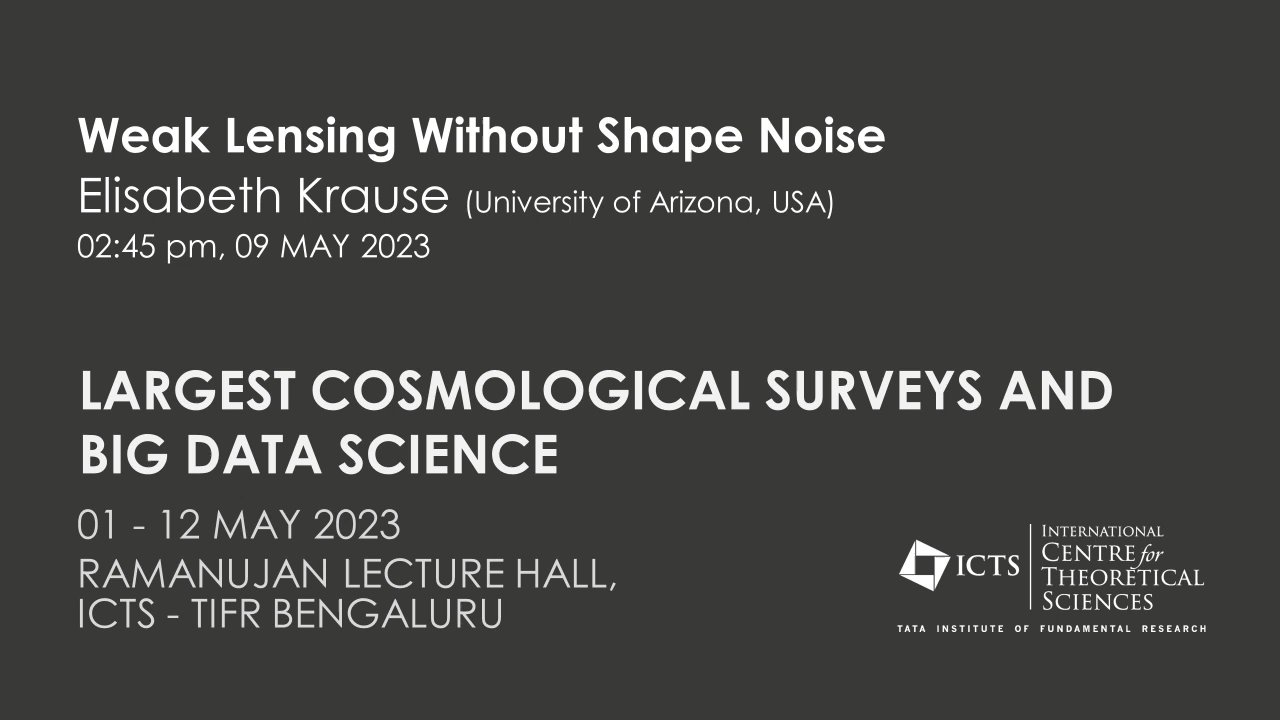 Weak Lensing Without Shape Noise
Elisabeth Krause (University of Arizona, USA)
02:45 pm, 09 MAY 2023
LARGEST COSMOLOGICAL SURVEYS AND
BIG DATA SCIENCE
01 - 12 MAY 2023
RAMANUJAN LECTURE HALL,
ICTS - TIFR BENGALURU
ICTS
INTERNATIONAL
CENTRE for
THEORETICAL
SCIENCES
TATA INSTITUTE OF FUNDAMENTAL RESEARCH